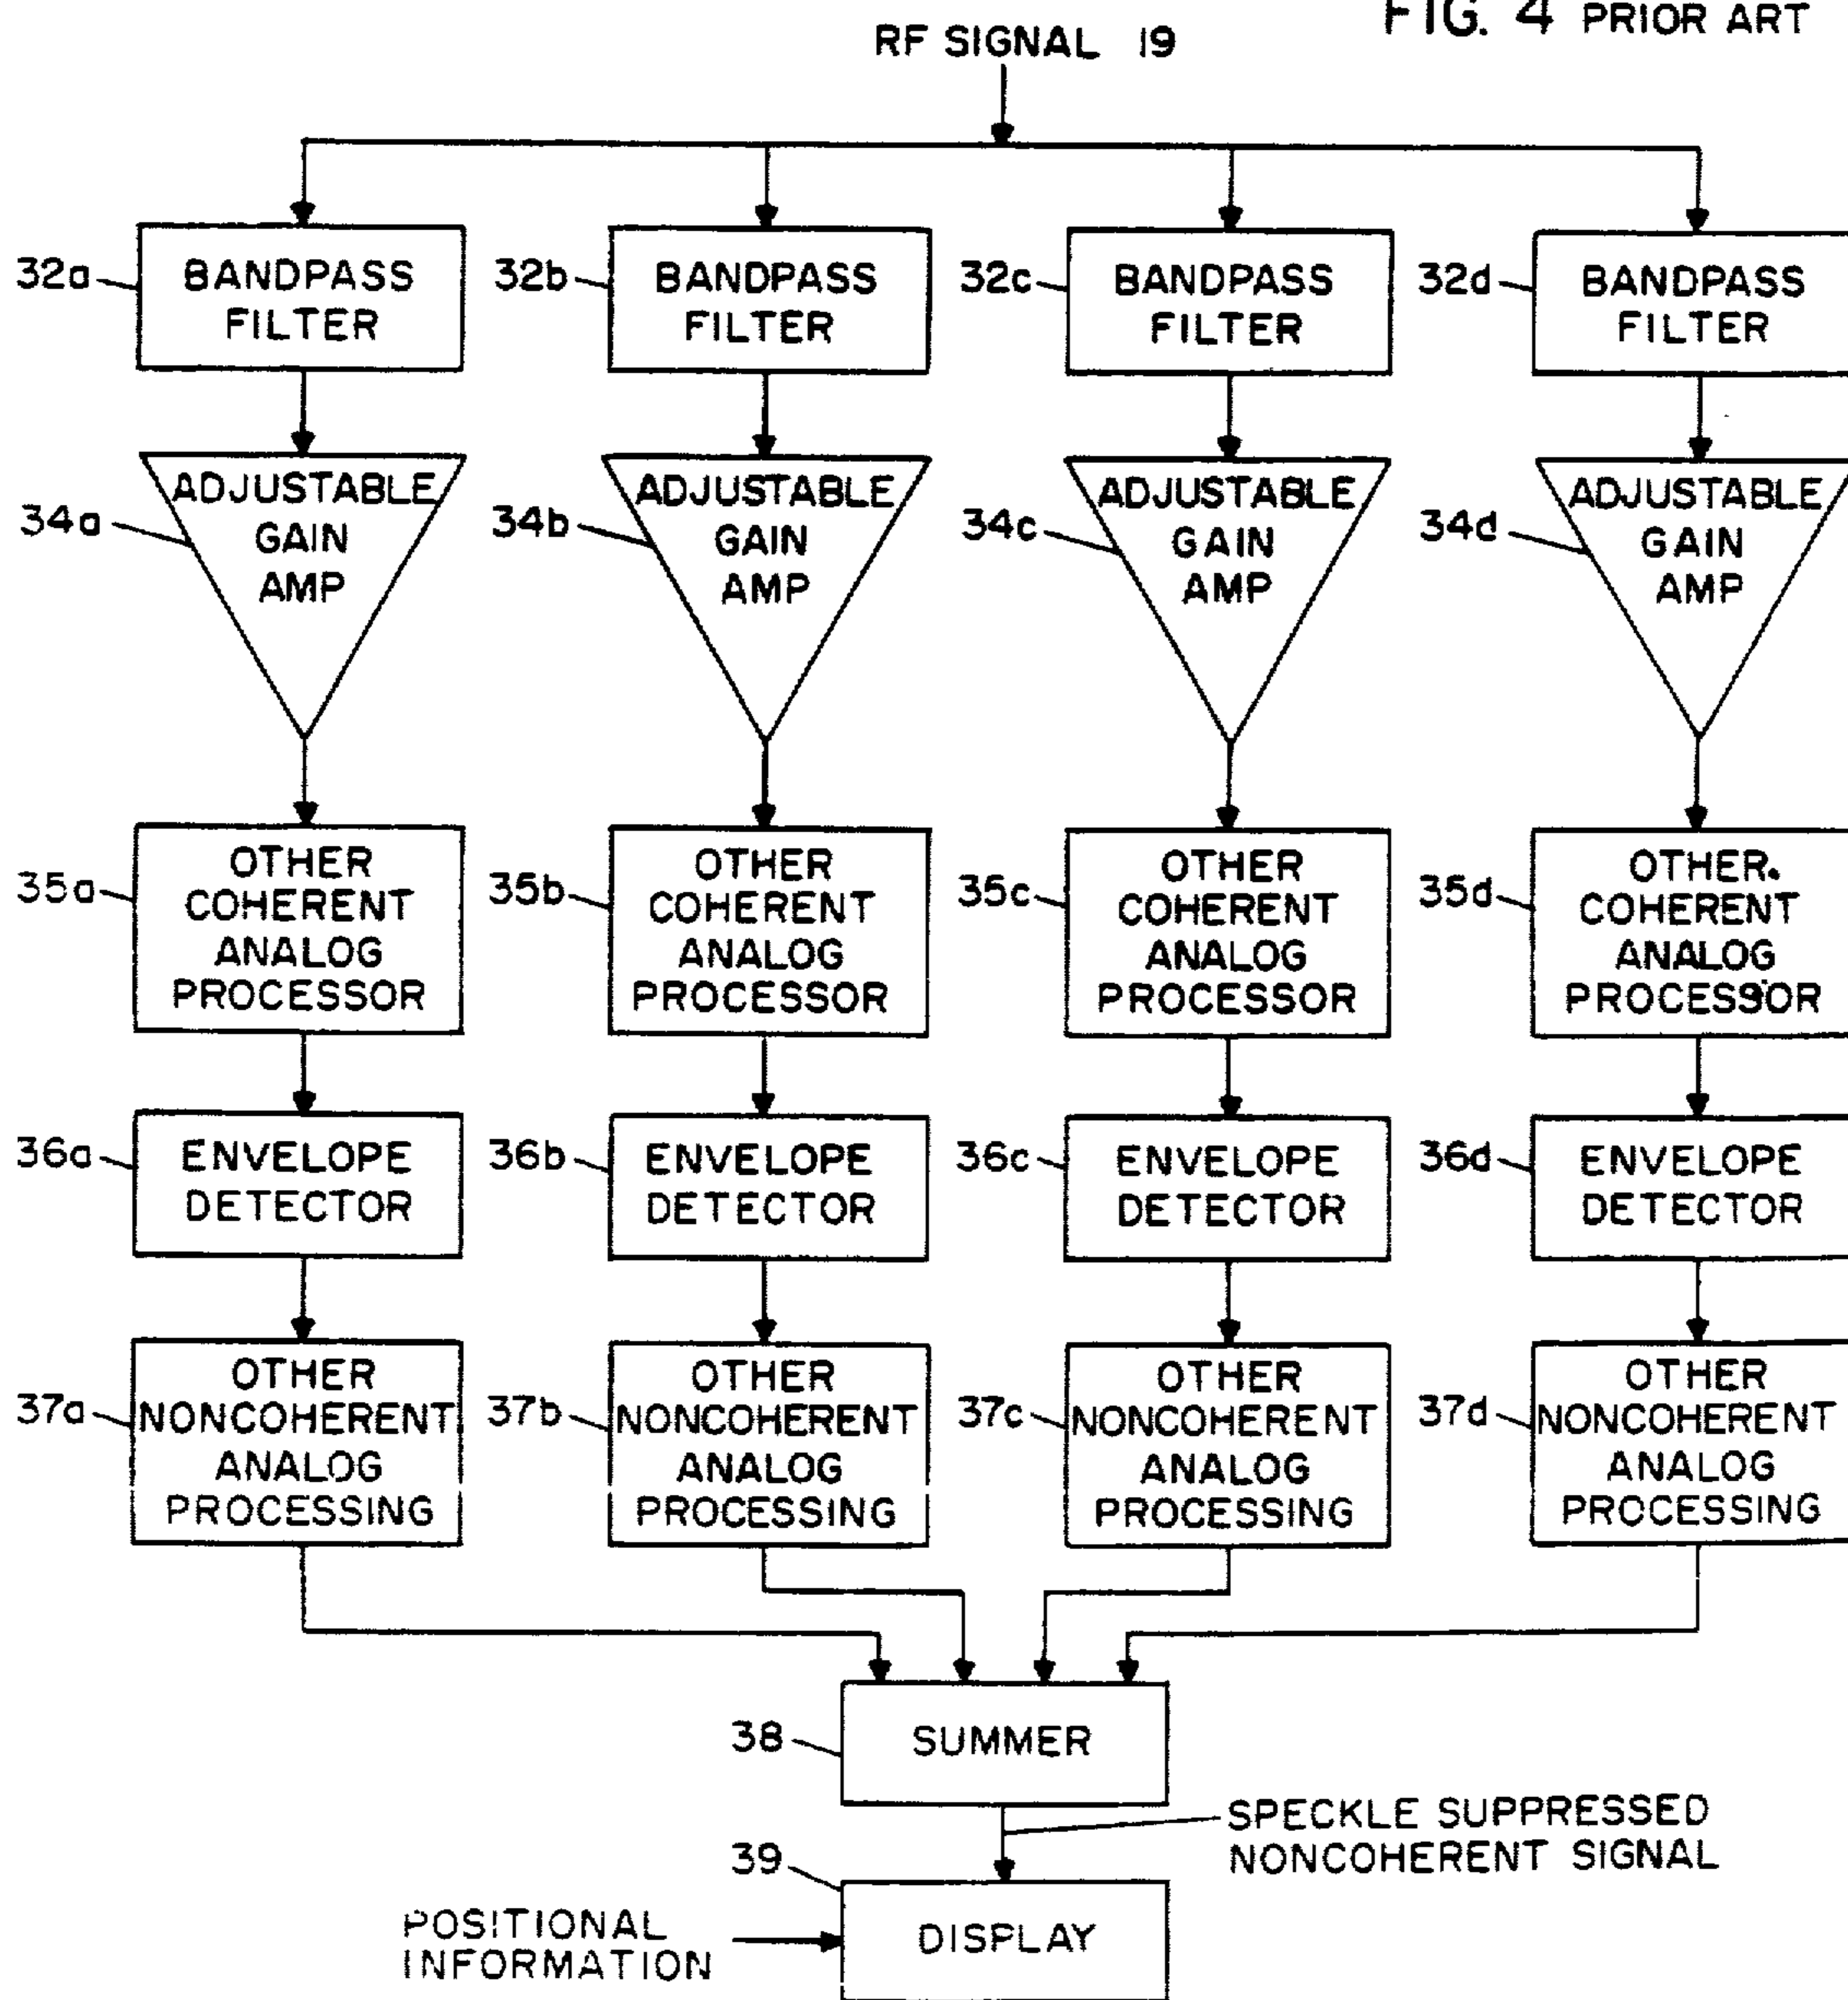 FIG. 4 PRIOR ART
RF SIGNAL 19
32a
BANDPASS
FILTER
32b
BANDPASS
FILTER
32c
BANDPASS
FILTER
32d
BANDPASS
FILTER
34a
ADJUSTABLE
GAIN
AMP
34b
ADJUSTABLE
GAIN
AMP
34c
ADJUSTABLE
GAIN
AMP
34d
ADJUSTABLE
GAIN
AMP
35a
OTHER
COHERENT
ANALOG
PROCESSOR
35b
OTHER
COHERENT
ANALOG
PROCESSOR
35c
OTHER
COHERENT
ANALOG
PROCESSOR
35d
OTHER
COHERENT
ANALOG
PROCESSOR
36a
ENVELOPE
DETECTOR
36b
ENVELOPE
DETECTOR
36c
ENVELOPE
DETECTOR
36d
ENVELOPE
DETECTOR
37a
OTHER
NONCOHERENT
ANALOG
PROCESSING
37b
OTHER
NONCOHERENT
ANALOG
PROCESSING
37c
OTHER
NONCOHERENT
ANALOG
PROCESSING
37d
OTHER
NONCOHERENT
ANALOG
PROCESSING
38
SUMMER
SPECKLE SUPPRESSED
NONCOHERENT SIGNAL
39
DISPLAY
POSITIONAL
INFORMATION